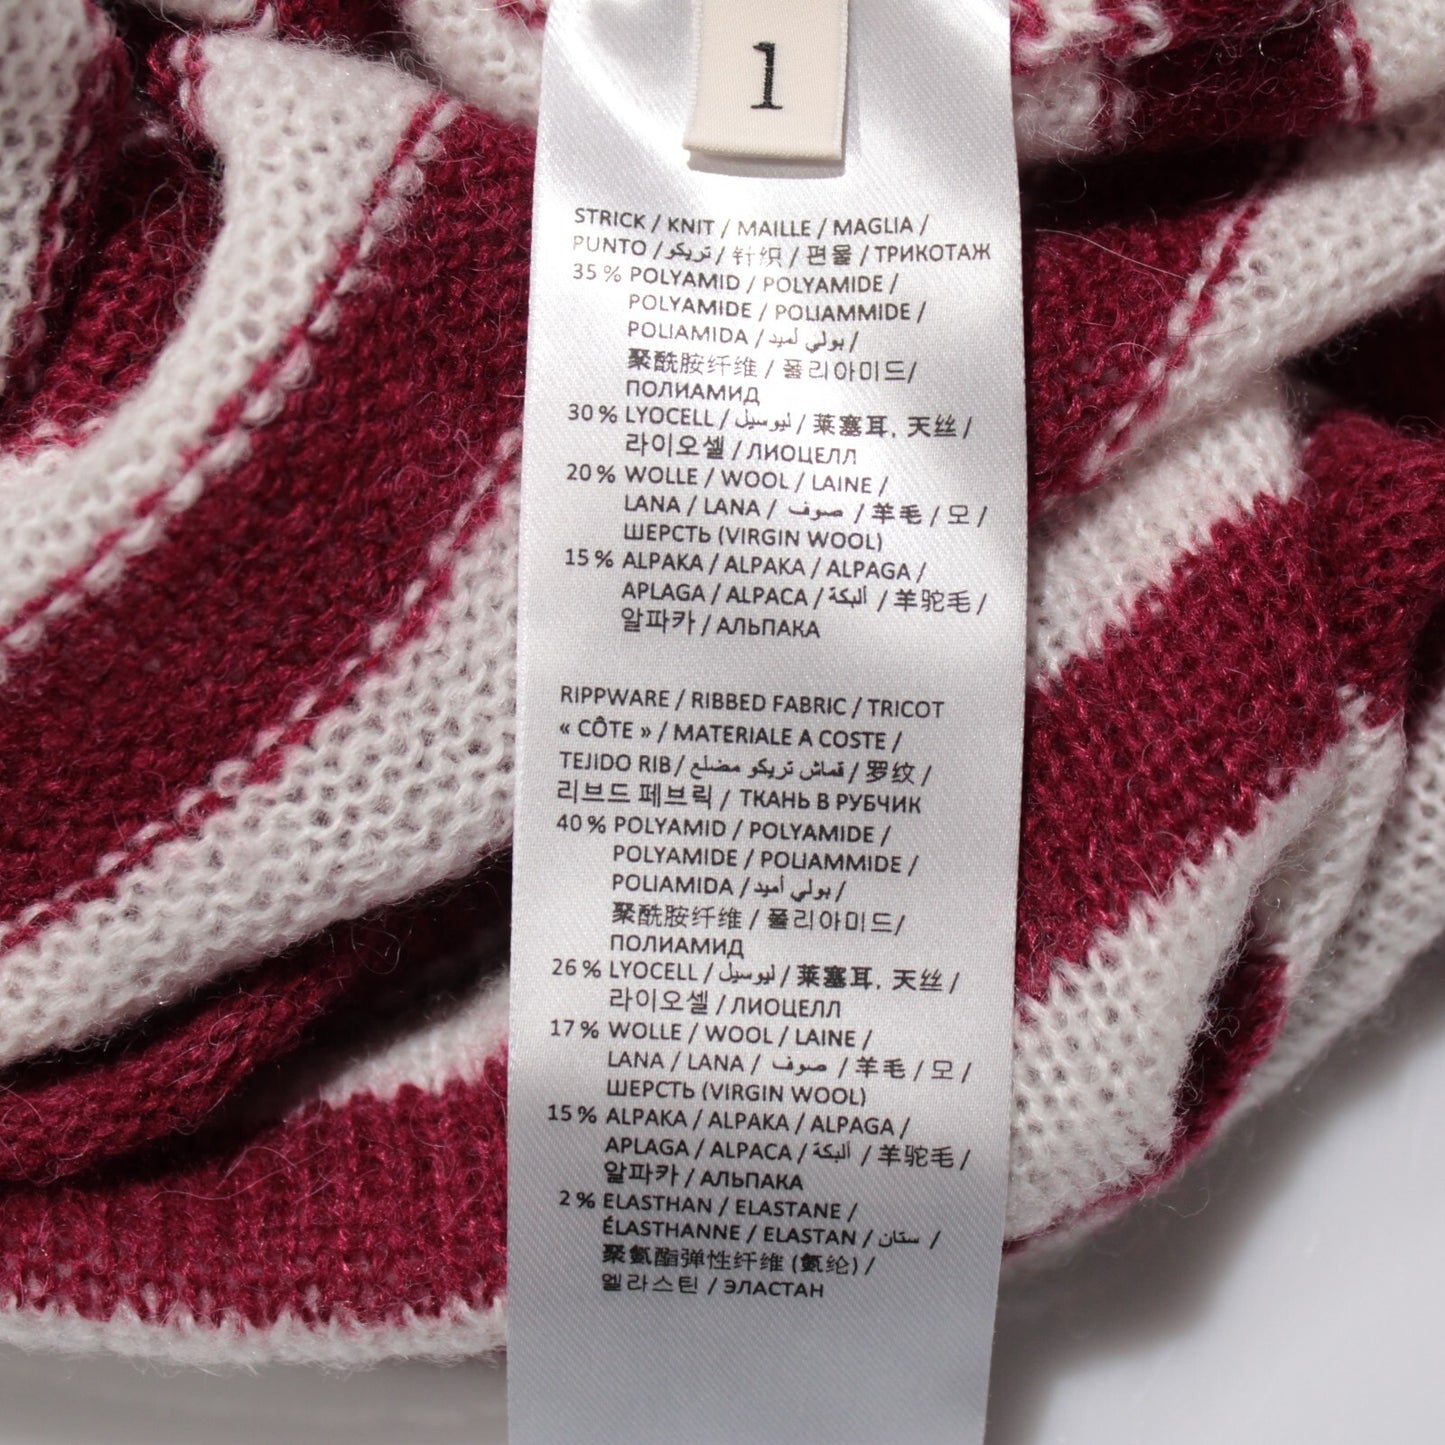 1
STRICK / KNIT / MAILLE / MAGLIA /
PUNTO / تريكو / 针织 / 편물 / ТРИКОТАЖ
35 % POLYAMID / POLYAMIDE /
POLYAMIDE / POLIAMMIDE /
POLIAMIDA / بولي أميد /
聚酰胺纤维 / 폴리아미드/
ПОЛИАМИД
30 % LYOCELL / ليوسيل / 莱塞耳, 天丝 /
라이오셀 / ЛИОЦЕЛЛ
20 % WOLLE / WOOL / LAINE /
LANA / LANA / صوف / 羊毛 / 모 /
ШЕРСТЬ (VIRGIN WOOL)
15 % ALPAKA / ALPAKA / ALPAGA /
APLAGA / ALPACA / ألبكة / 羊驼毛 /
알파카 / АЛЬПАКА
RIPPWARE / RIBBED FABRIC / TRICOT
« CÔTE » / MATERIALE A COSTE /
TEJIDO RIB / قماش تريكو مضلع / 罗纹 /
리브드 페브릭 / ТКАНЬ В РУБЧИК
40 % POLYAMID / POLYAMIDE /
POLYAMIDE / POLIAMMIDE /
POLIAMIDA / بولي أميد /
聚酰胺纤维 / 폴리아미드/
ПОЛИАМИД
26 % LYOCELL / ليوسيل / 莱塞耳, 天丝 /
라이오셀 / ЛИОЦЕЛЛ
17 % WOLLE / WOOL / LAINE /
LANA / LANA / صوف / 羊毛 / 모 /
ШЕРСТЬ (VIRGIN WOOL)
15 % ALPAKA / ALPAKA / ALPAGA /
APLAGA / ALPACA / ألبكة / 羊驼毛 /
알파카 / АЛЬПАКА
2 % ELASTHAN / ELASTANE /
ÉLASTHANNE / ELASTAN / ستان /
聚氨酯弹性纤维 (氨纶) /
엘라스틴 / ЭЛАСТАН